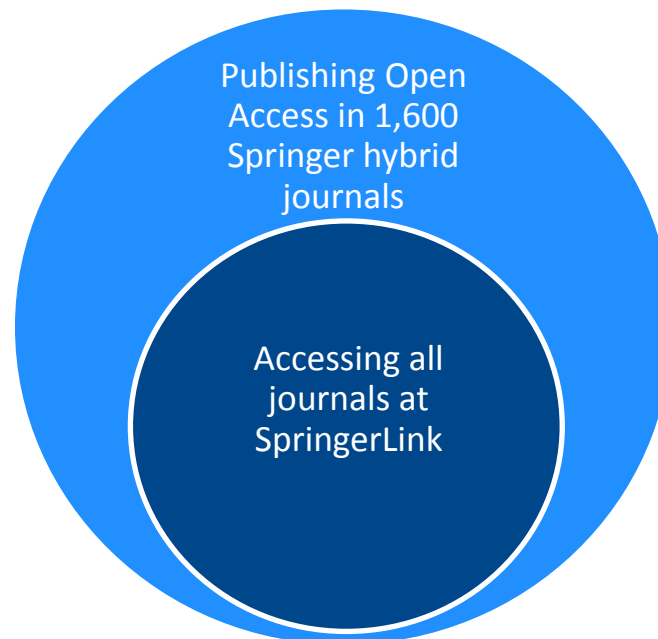 Publishing Open
Access in 1,600
Springer hybrid
journals
Accessing all
journals at
SpringerLink